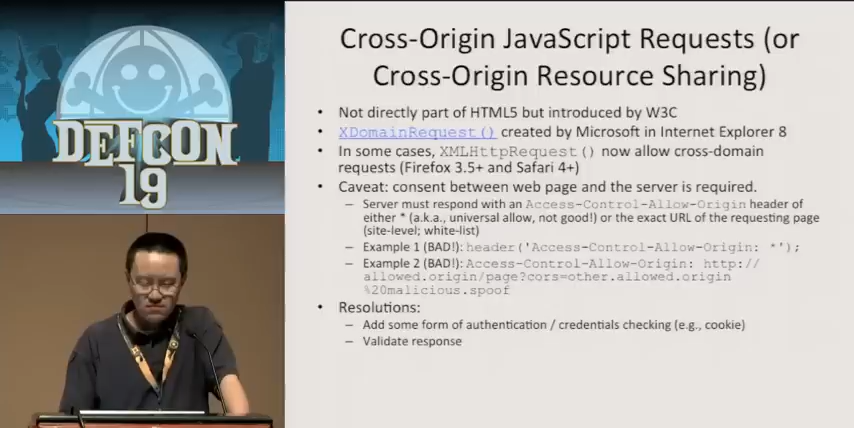 DEFCON
19
Cross-Origin JavaScript Requests (or
Cross-Origin Resource Sharing)
• Not directly part of HTML5 but introduced by W3C
• XDomainRequest() created by Microsoft in Internet Explorer 8
• In some cases, XMLHttpRequest() now allow cross-domain
requests (Firefox 3.5+ and Safari 4+)
• Caveat: consent between web page and the server is required.
– Server must respond with an Access-Control-Allow-Origin header of
either * (a.k.a., universal allow, not good!) or the exact URL of the requesting page
(site-level; white-list)
– Example 1 (BAD!): header('Access-Control-Allow-Origin: *');
– Example 2 (BAD!): Access-Control-Allow-Origin: http://
allowed.origin/page?cors=other.allowed.origin
%20malicious.spoof
• Resolutions:
– Add some form of authentication / credentials checking (e.g., cookie)
– Validate response